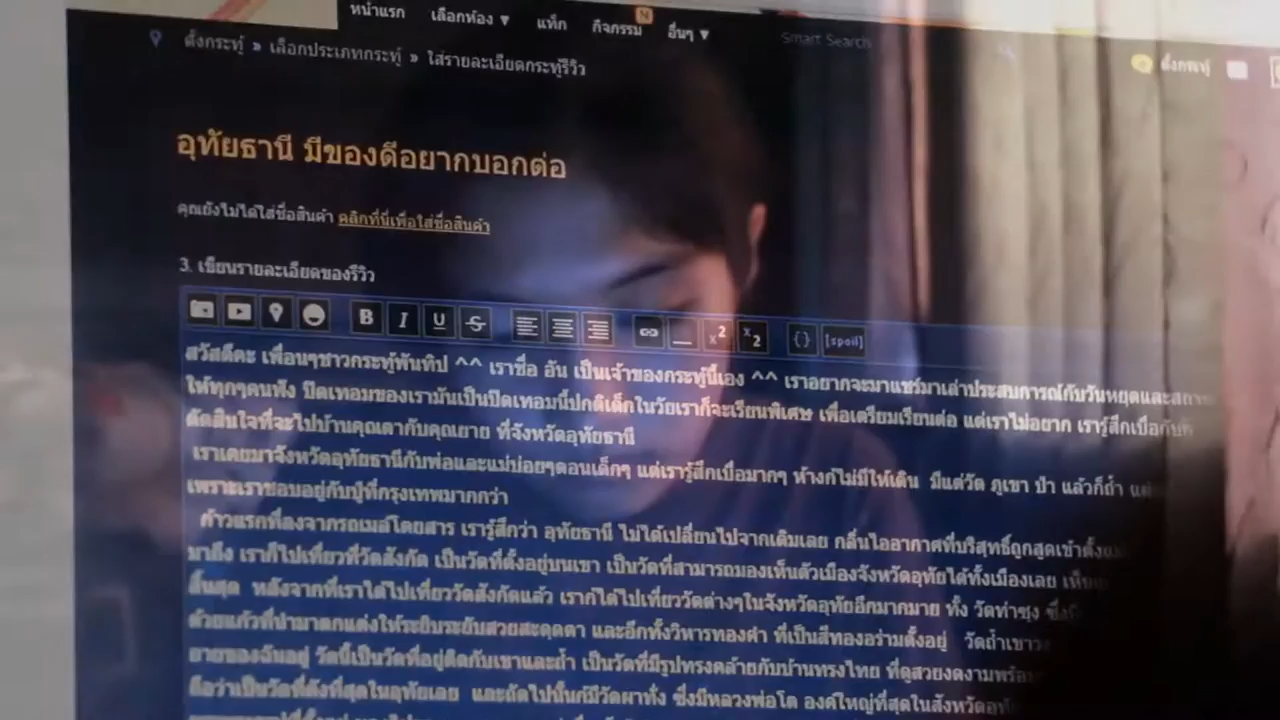 หน้าแรก เลือกห้อง ▼ แท็ก กิจกรรม N อื่นๆ ▼ Smart Search
ตั้งกระทู้ » เลือกประเภทกระทู้ » ใส่รายละเอียดกระทู้รีวิว ตั้งกระทู้
อุทัยธานี มีของดีอยากบอกต่อ
คุณยังไม่ได้ใส่ชื่อสินค้า คลิกที่นี่เพื่อใส่ชื่อสินค้า
3. เขียนรายละเอียดของรีวิว
B I U S x2 x2 {} [spoil]
สวัสดีคะ เพื่อนๆชาวกระทู้พันทิป ^^ เราชื่อ อัน เป็นเจ้าของกระทู้นี้เอง ^^ เราอยากจะมาแชร์มาเล่าประสบการณ์กับวันหยุดและ
ให้ทุกๆคนฟัง ปิดเทอมของเรามันเป็นปิดเทอมนี้ปกติเด็กในวัยเราก็จะเรียนพิเศษ เพื่อเตรียมเรียนต่อ แต่เราไม่อยาก เรารู้สึกเบื่อกับ
ตัดสินใจที่จะไปบ้านคุณตากับคุณยาย ที่จังหวัดอุทัยธานี
เราเคยมาจังหวัดอุทัยธานีกับพ่อและแม่บ่อยๆตอนเด็กๆ แต่เรารู้สึกเบื่อมากๆ ห้างก็ไม่มีให้เดิน มีแต่วัด ภูเขา ป่า แล้วก็ถ้ำ
เพราะเราชอบอยู่กับปู่ที่กรุงเทพมากกว่า
ก้าวแรกที่ลงจากรถเมล์โดยสาร เรารู้สึกว่า อุทัยธานี ไม่ได้เปลี่ยนไปจากเดิมเลย กลิ่นไออากาศที่บริสุทธิ์ถูกสูดเข้า
มาถึง เราก็ไปเที่ยวที่วัดสังกัด เป็นวัดที่ตั้งอยู่บนเขา เป็นวัดที่สามารถมองเห็นตัวเมืองจังหวัดอุทัยได้ทั้งเมืองเลย
สิ้นสุด หลังจากที่เราได้ไปเที่ยววัดสังกัดแล้ว เราก็ได้ไปเที่ยววัดต่างๆในจังหวัดอุทัยอีกมากมาย ทั้ง วัดท่าซุง
ด้วยแก้วที่นำมาตกแต่งให้ระยิบระยับสวยสะดุดตา และอีกทั้งวิหารทองคำ ที่เป็นสีทองอร่ามตั้งอยู่
ยายของฉันอยู่ วัดนี้เป็นวัดที่อยู่ติดกับเขาและถ้ำ เป็นวัดที่มีรูปทรงคล้ายกับบ้านทรงไทย ที่ดูสวยงดงาม
ถือว่าเป็นวัดที่ดังที่สุดในอุทัยเลย และถัดไปนั้นก็มีวัดผาทั่ง ซึ่งมีหลวงพ่อโต องค์ใหญ่ที่สุดในจังหวัด